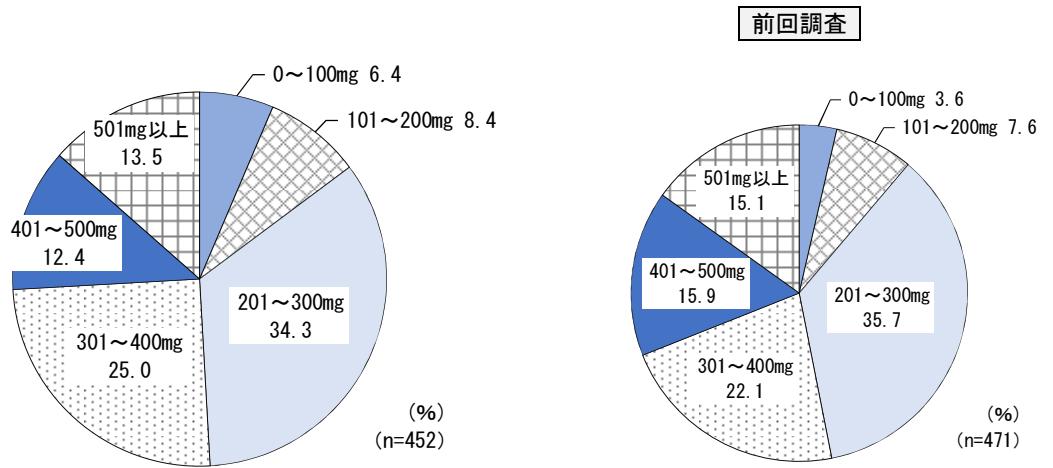 前回調査
0～100mg 6.4
101～200mg 8.4
501mg以上
13.5
401～500mg
12.4
201～300mg
34.3
301～400mg
25.0
(%)
(n=452)
0～100mg 3.6
101～200mg 7.6
501mg以上
15.1
401～500mg
15.9
201～300mg
35.7
301～400mg
22.1
(%)
(n=471)